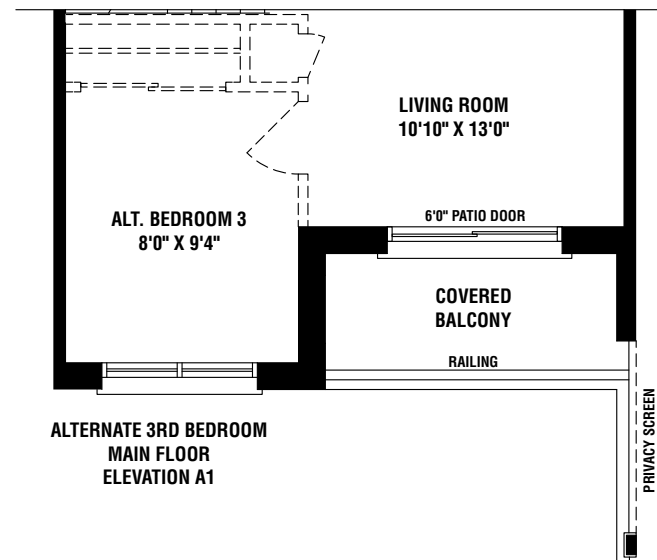 LIVING ROOM
10'10" X 13'0"
ALT. BEDROOM 3
8'0" X 9'4"
6'0" PATIO DOOR
COVERED
BALCONY
RAILING
PRIVACY SCREEN
ALTERNATE 3RD BEDROOM
MAIN FLOOR
ELEVATION A1